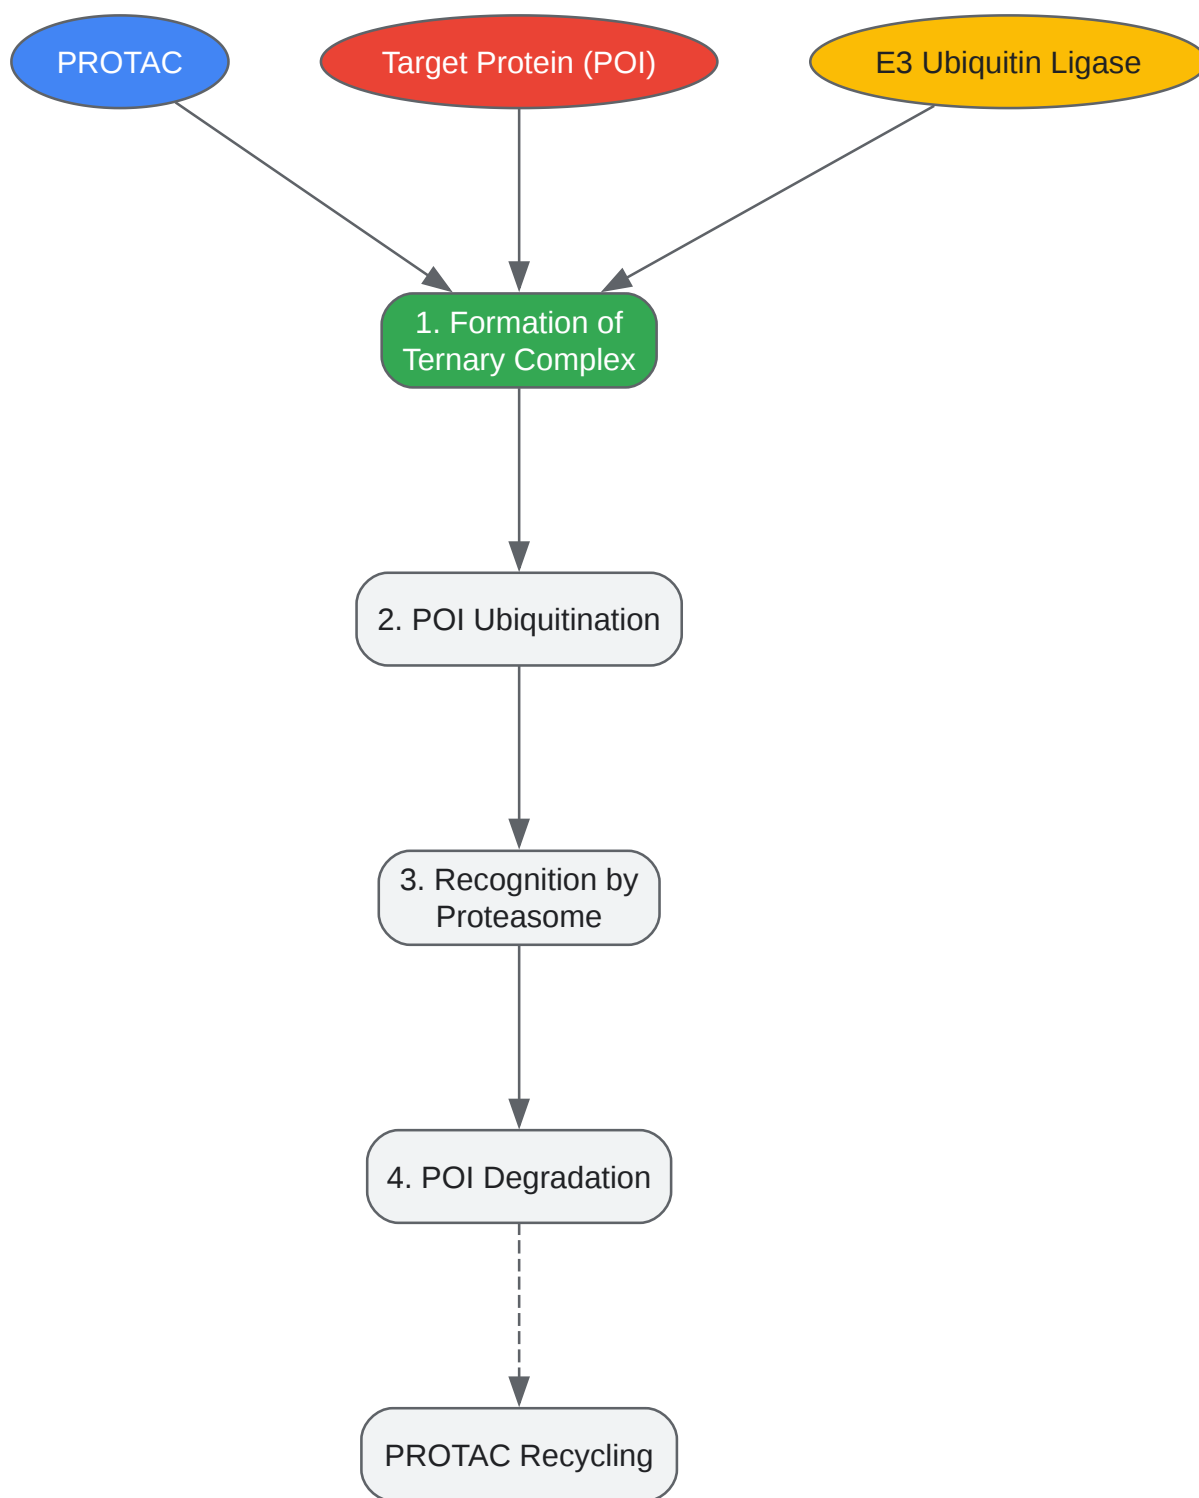 PROTAC
Target Protein (POI)
E3 Ubiquitin Ligase
1. Formation of
Ternary Complex
2. POI Ubiquitination
3. Recognition by
Proteasome
4. POI Degradation
PROTAC Recycling